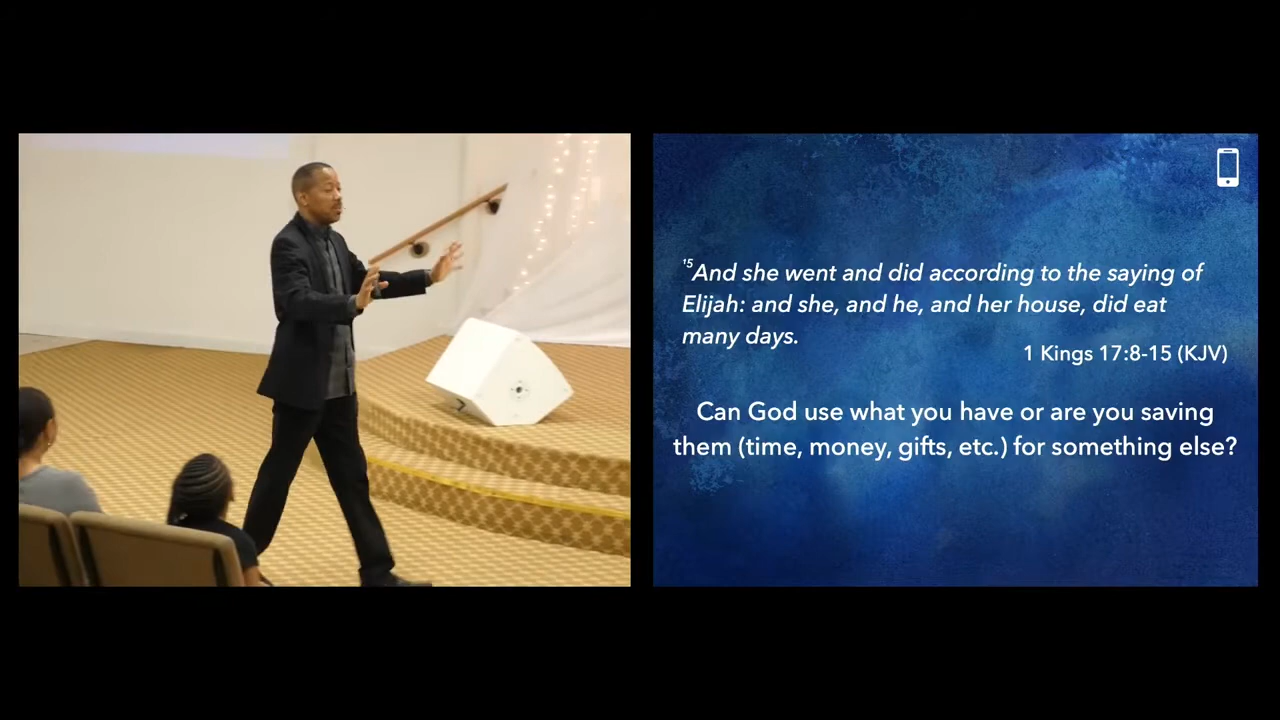 ¹⁵And she went and did according to the saying of
Elijah: and she, and he, and her house, did eat
many days.
1 Kings 17:8-15 (KJV)
Can God use what you have or are you saving
them (time, money, gifts, etc.) for something else?